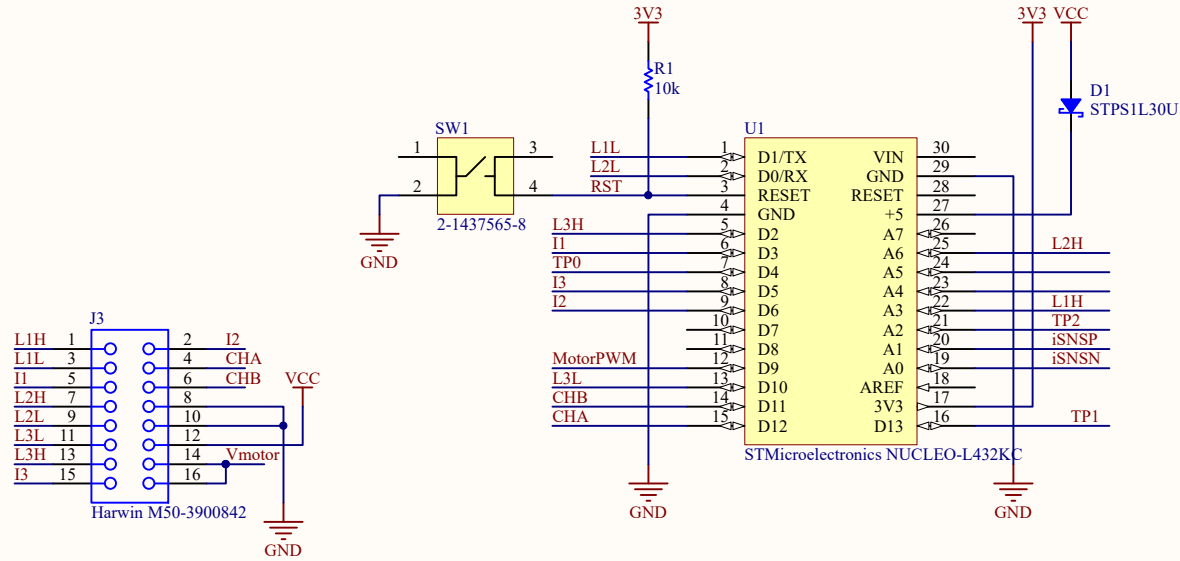 3V3
R1
10k
3V3 VCC
D1
STPS1L30U
SW1
1 3
2 4
2-1437565-8
GND
U1
L1L 1 D1/TX VIN 30
L2L 2 D0/RX GND 29
RST 3 RESET RESET 28
4 GND +5 27
L3H 5 D2 A7 26
I1 6 D3 A6 25 L2H
TP0 7 D4 A5 24
I3 8 D5 A4 23
I2 9 D6 A3 22 L1H
10 D7 A2 21 TP2
11 D8 A1 20 iSNSP
MotorPWM 12 D9 A0 19 iSNSN
L3L 13 D10 AREF 18
CHB 14 D11 3V3 17
CHA 15 D12 D13 16 TP1
STMicroelectronics NUCLEO-L432KC
GND GND
J3
L1H 1 2 I2
L1L 3 4 CHA
I1 5 6 CHB VCC
L2H 7 8
L2L 9 10
L3L 11 12
L3H 13 14 Vmotor
I3 15 16
Harwin M50-3900842
GND